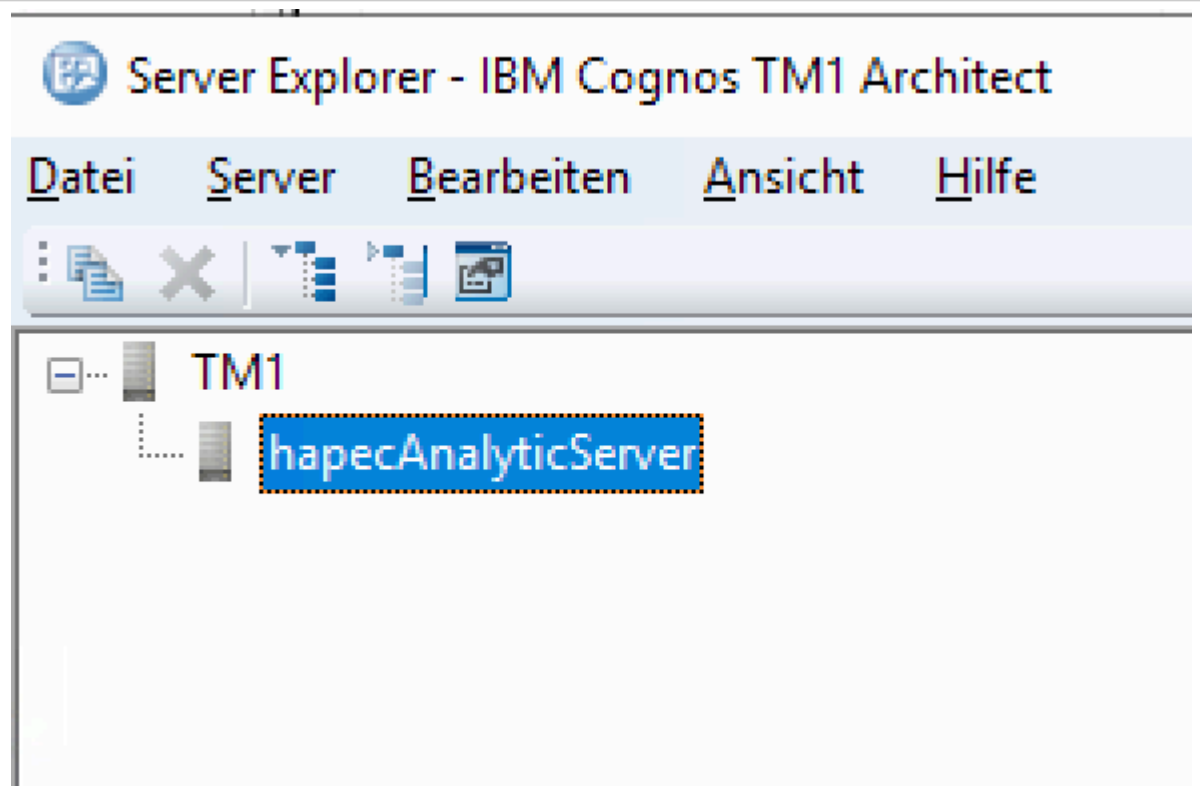 Server Explorer - IBM Cognos TM1 Architect
Datei Server Bearbeiten Ansicht Hilfe
TM1
hapecAnalyticServer